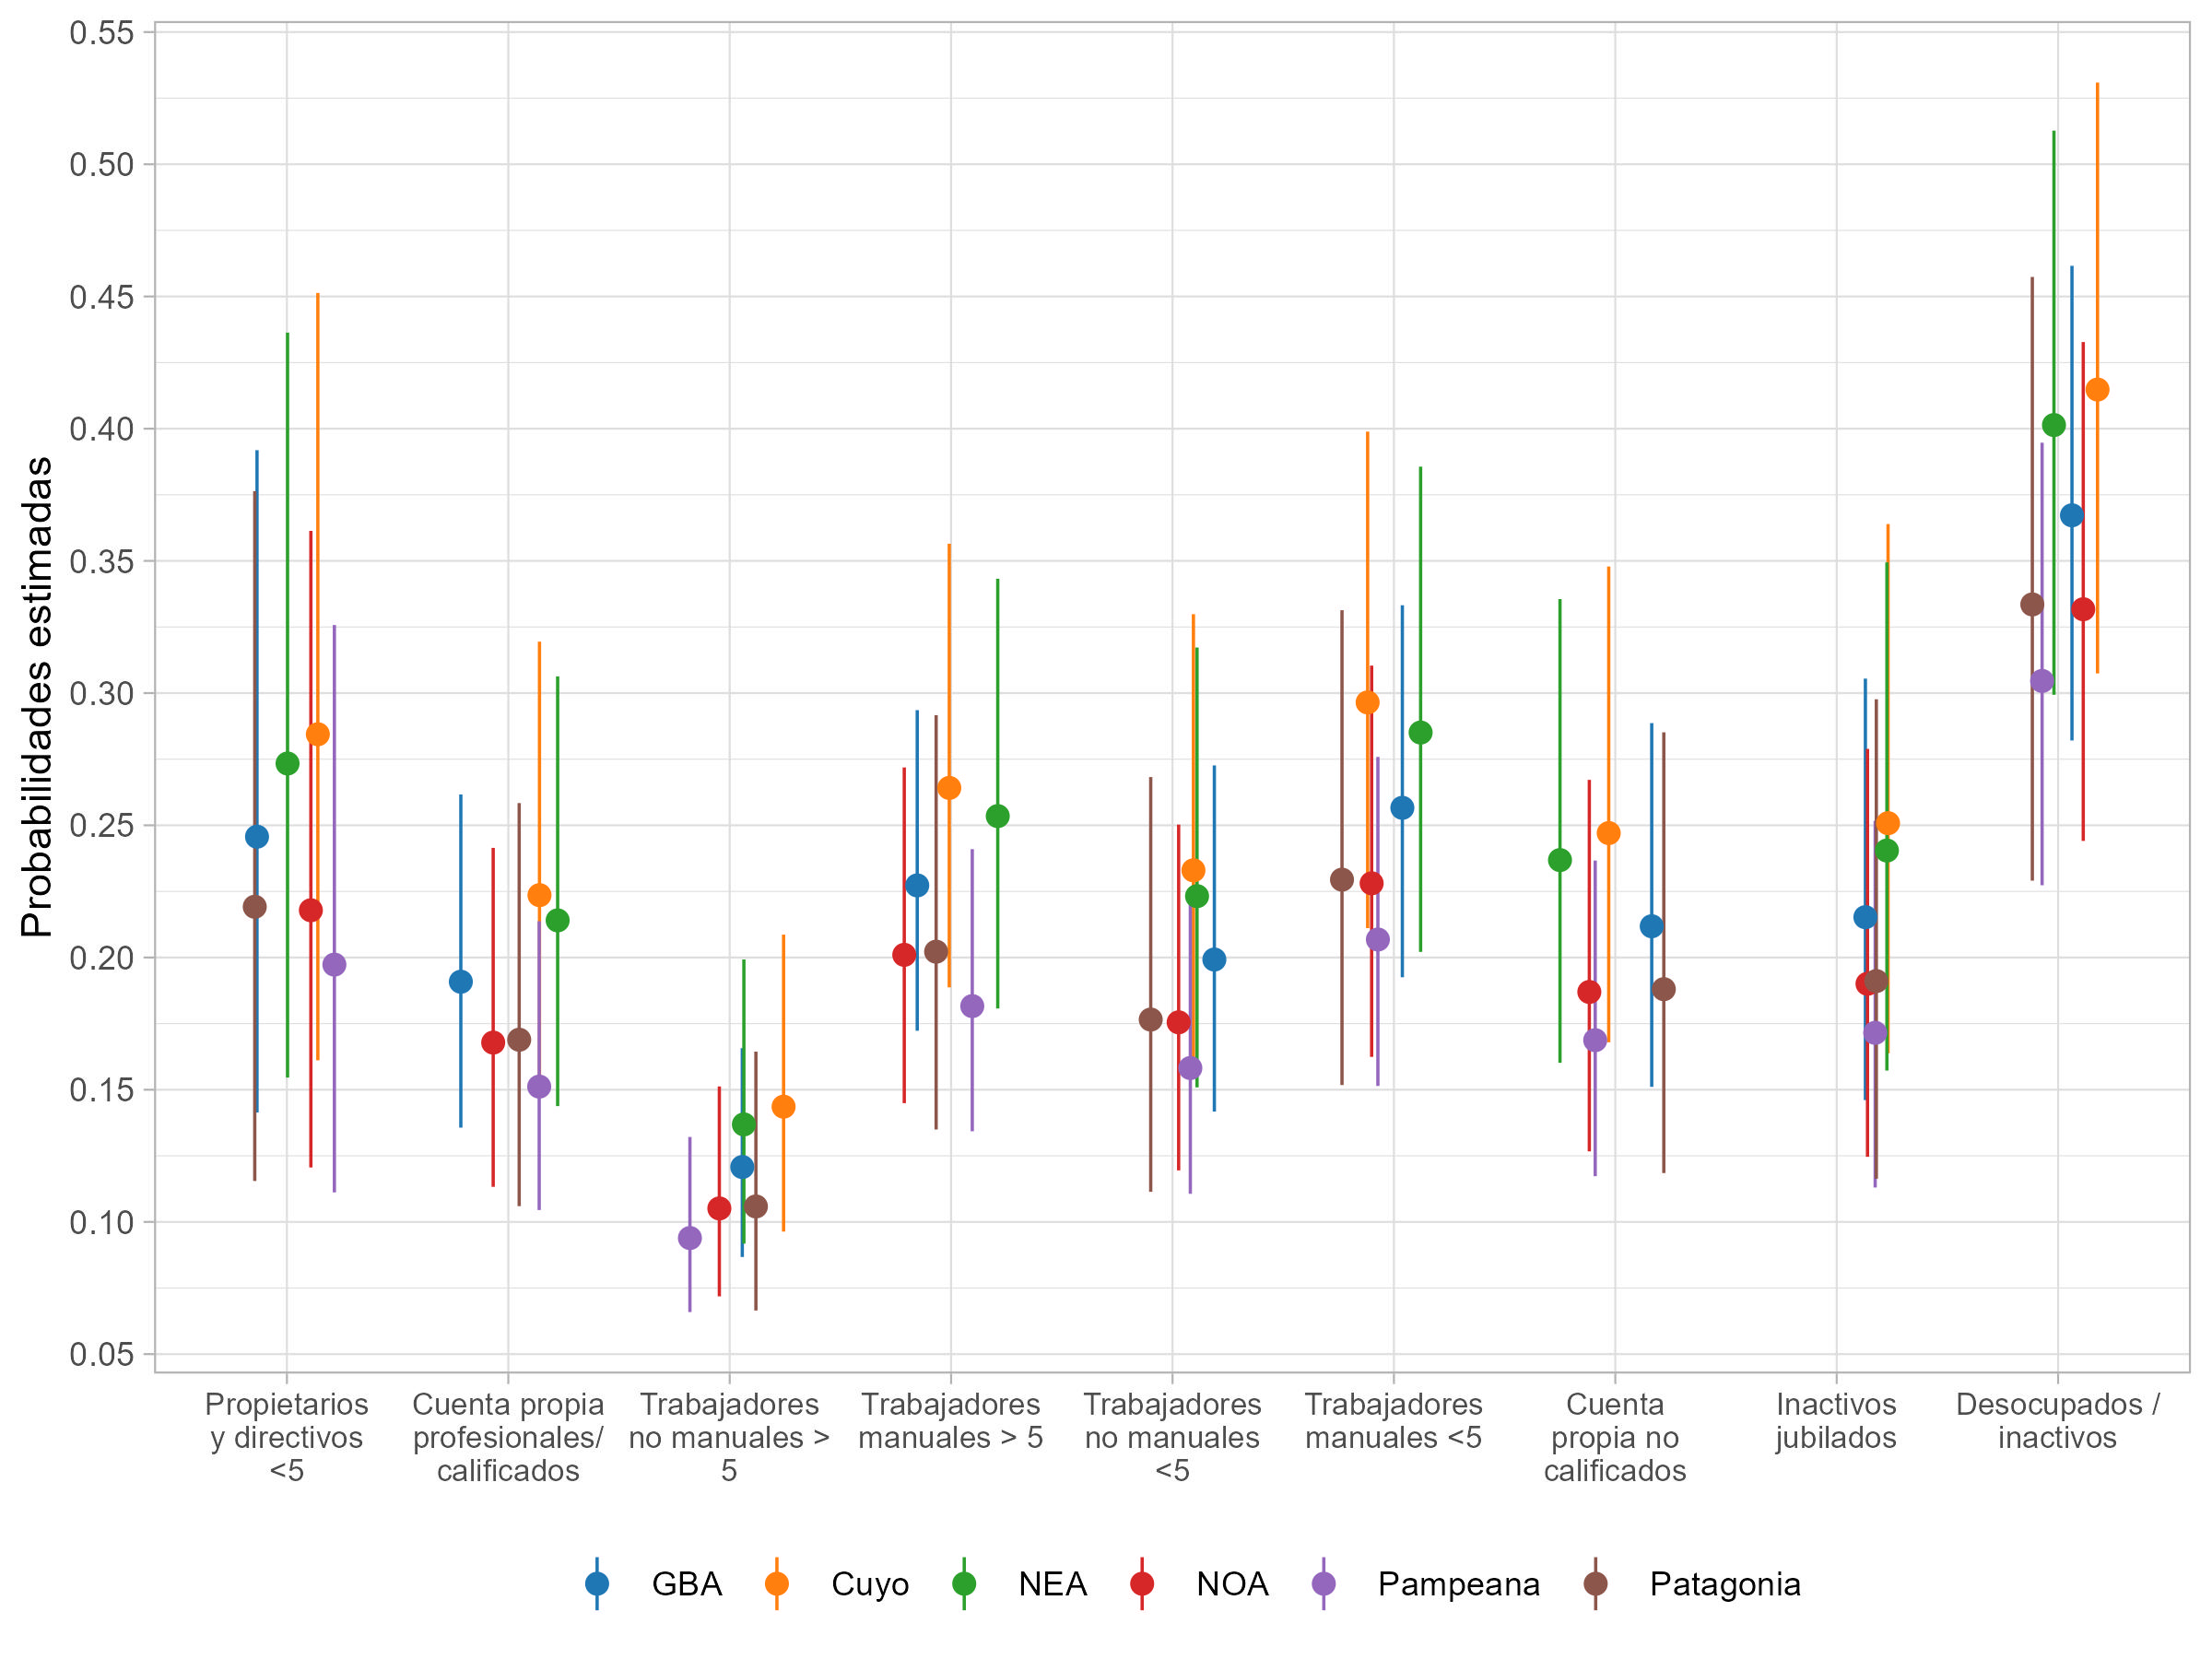 Probabilidades estimadas
0.55
0.50
0.45
0.40
0.35
0.30
0.25
0.20
0.15
0.10
0.05
Propietarios
y directivos
<5
Cuenta propia
profesionales/
calificados
Trabajadores
no manuales >
5
Trabajadores
manuales > 5
Trabajadores
no manuales
<5
Trabajadores
manuales <5
Cuenta
propia no
calificados
Inactivos
jubilados
Desocupados /
inactivos
GBA
Cuyo
NEA
NOA
Pampeana
Patagonia